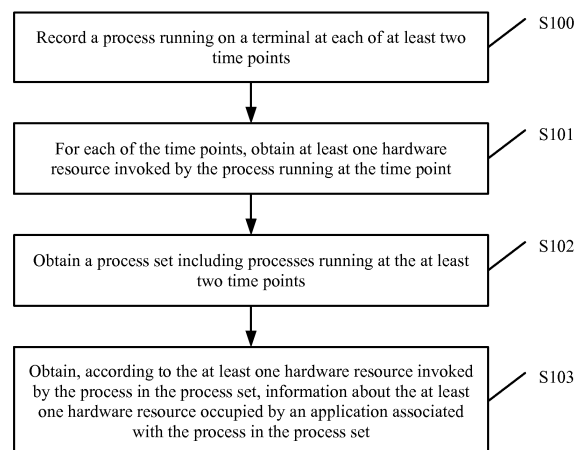 Record a process running on a terminal at each of at least two
time points
S100
For each of the time points, obtain at least one hardware
resource invoked by the process running at the time point
S101
Obtain a process set including processes running at the at least
two time points
S102
Obtain, according to the at least one hardware resource invoked
by the process in the process set, information about the at least
one hardware resource occupied by an application associated
with the process in the process set
S103